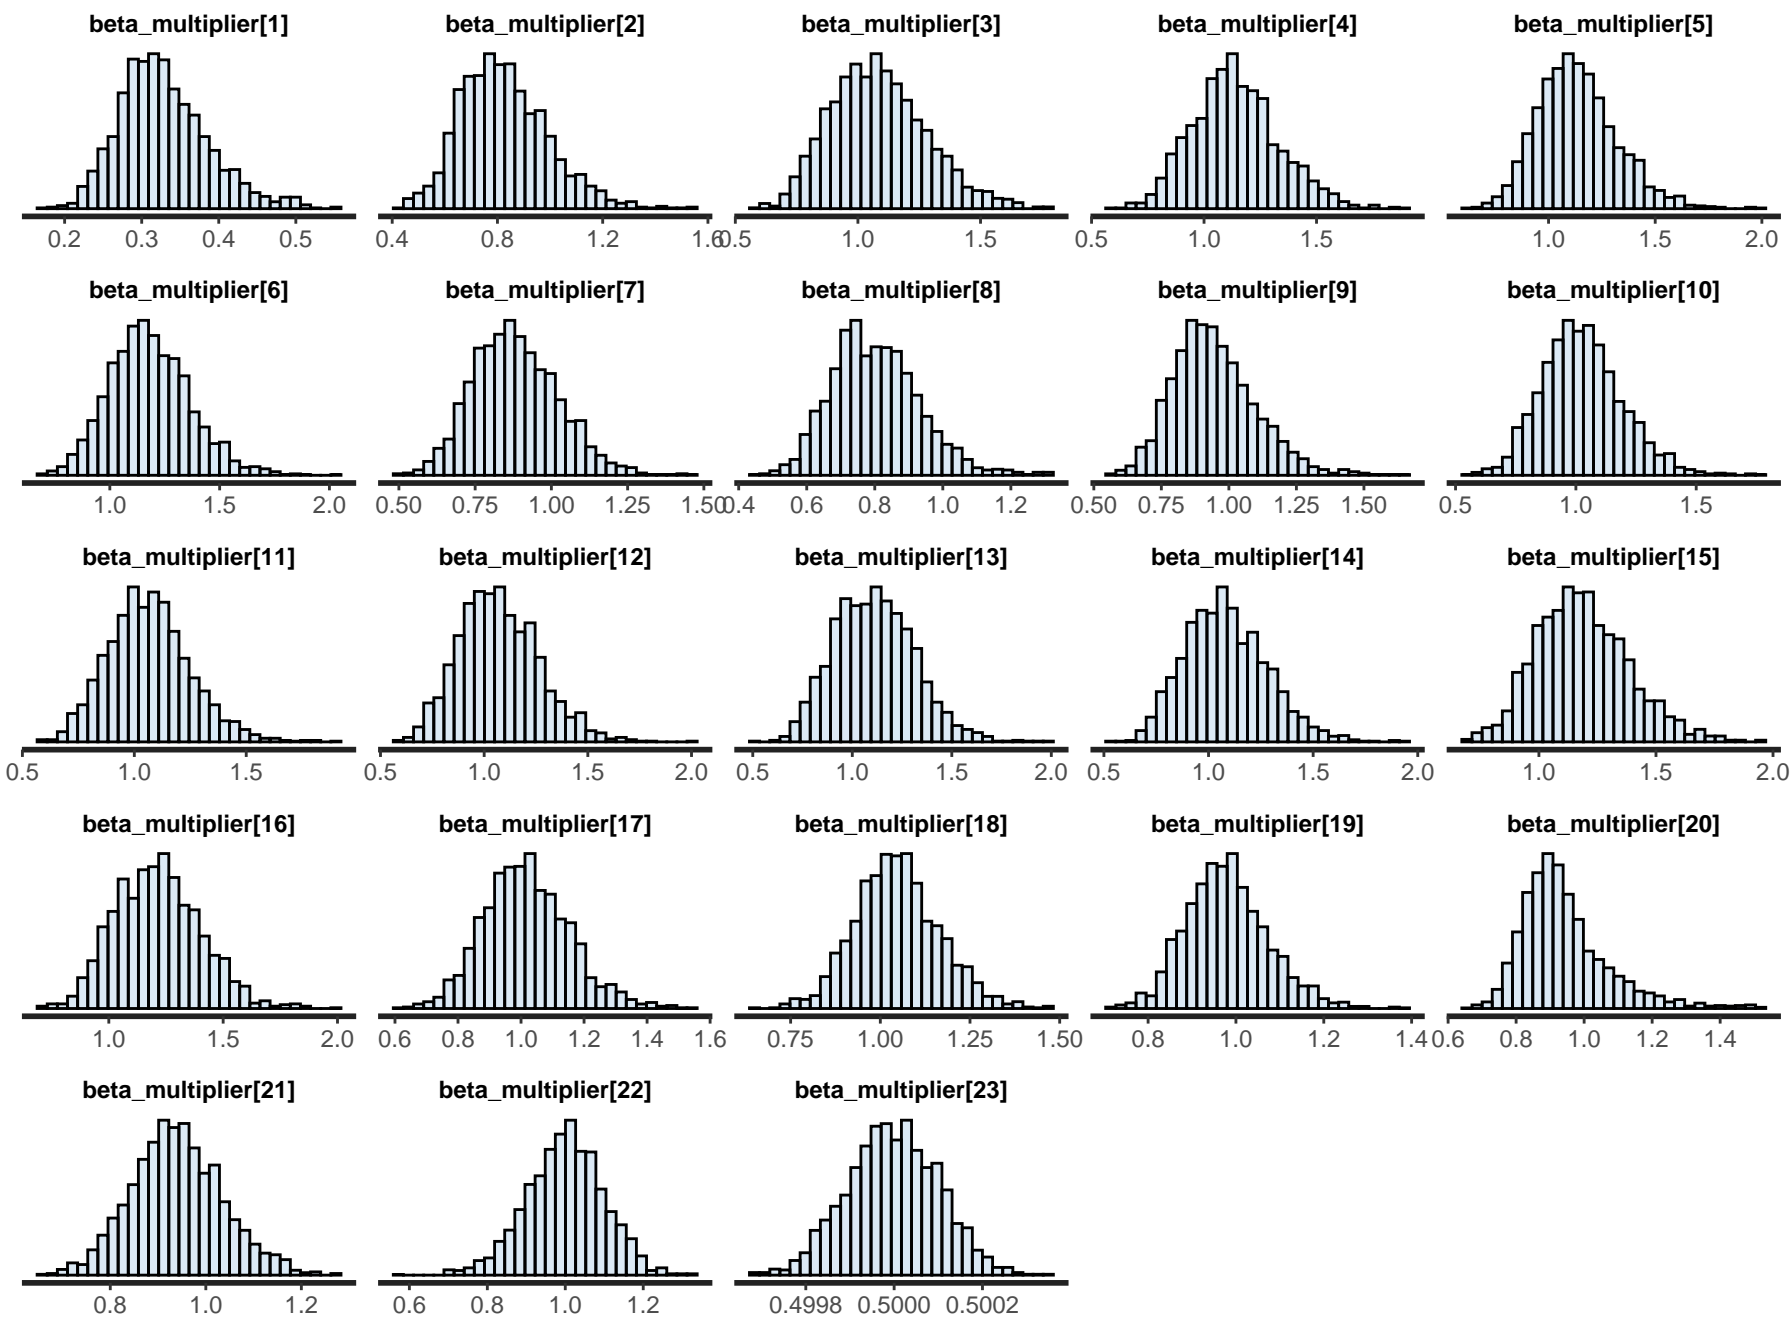 beta_multiplier[1] beta_multiplier[2] beta_multiplier[3] beta_multiplier[4] beta_multiplier[5]
0.2 0.3 0.4 0.5 0.4 0.8 1.2 1.6 0.5 1.0 1.5 0.5 1.0 1.5 1.0 1.5 2.0
beta_multiplier[6] beta_multiplier[7] beta_multiplier[8] beta_multiplier[9] beta_multiplier[10]
1.0 1.5 2.0 0.50 0.75 1.00 1.25 1.50 0.4 0.6 0.8 1.0 1.2 0.50 0.75 1.00 1.25 1.50 0.5 1.0 1.5
beta_multiplier[11] beta_multiplier[12] beta_multiplier[13] beta_multiplier[14] beta_multiplier[15]
0.5 1.0 1.5 0.5 1.0 1.5 2.0 0.5 1.0 1.5 2.0 0.5 1.0 1.5 2.0 1.0 1.5 2.0
beta_multiplier[16] beta_multiplier[17] beta_multiplier[18] beta_multiplier[19] beta_multiplier[20]
1.0 1.5 2.0 0.6 0.8 1.0 1.2 1.4 1.6 0.75 1.00 1.25 1.50 0.8 1.0 1.2 1.4 0.6 0.8 1.0 1.2 1.4
beta_multiplier[21] beta_multiplier[22] beta_multiplier[23]
0.8 1.0 1.2 0.6 0.8 1.0 1.2 0.4998 0.5000 0.5002